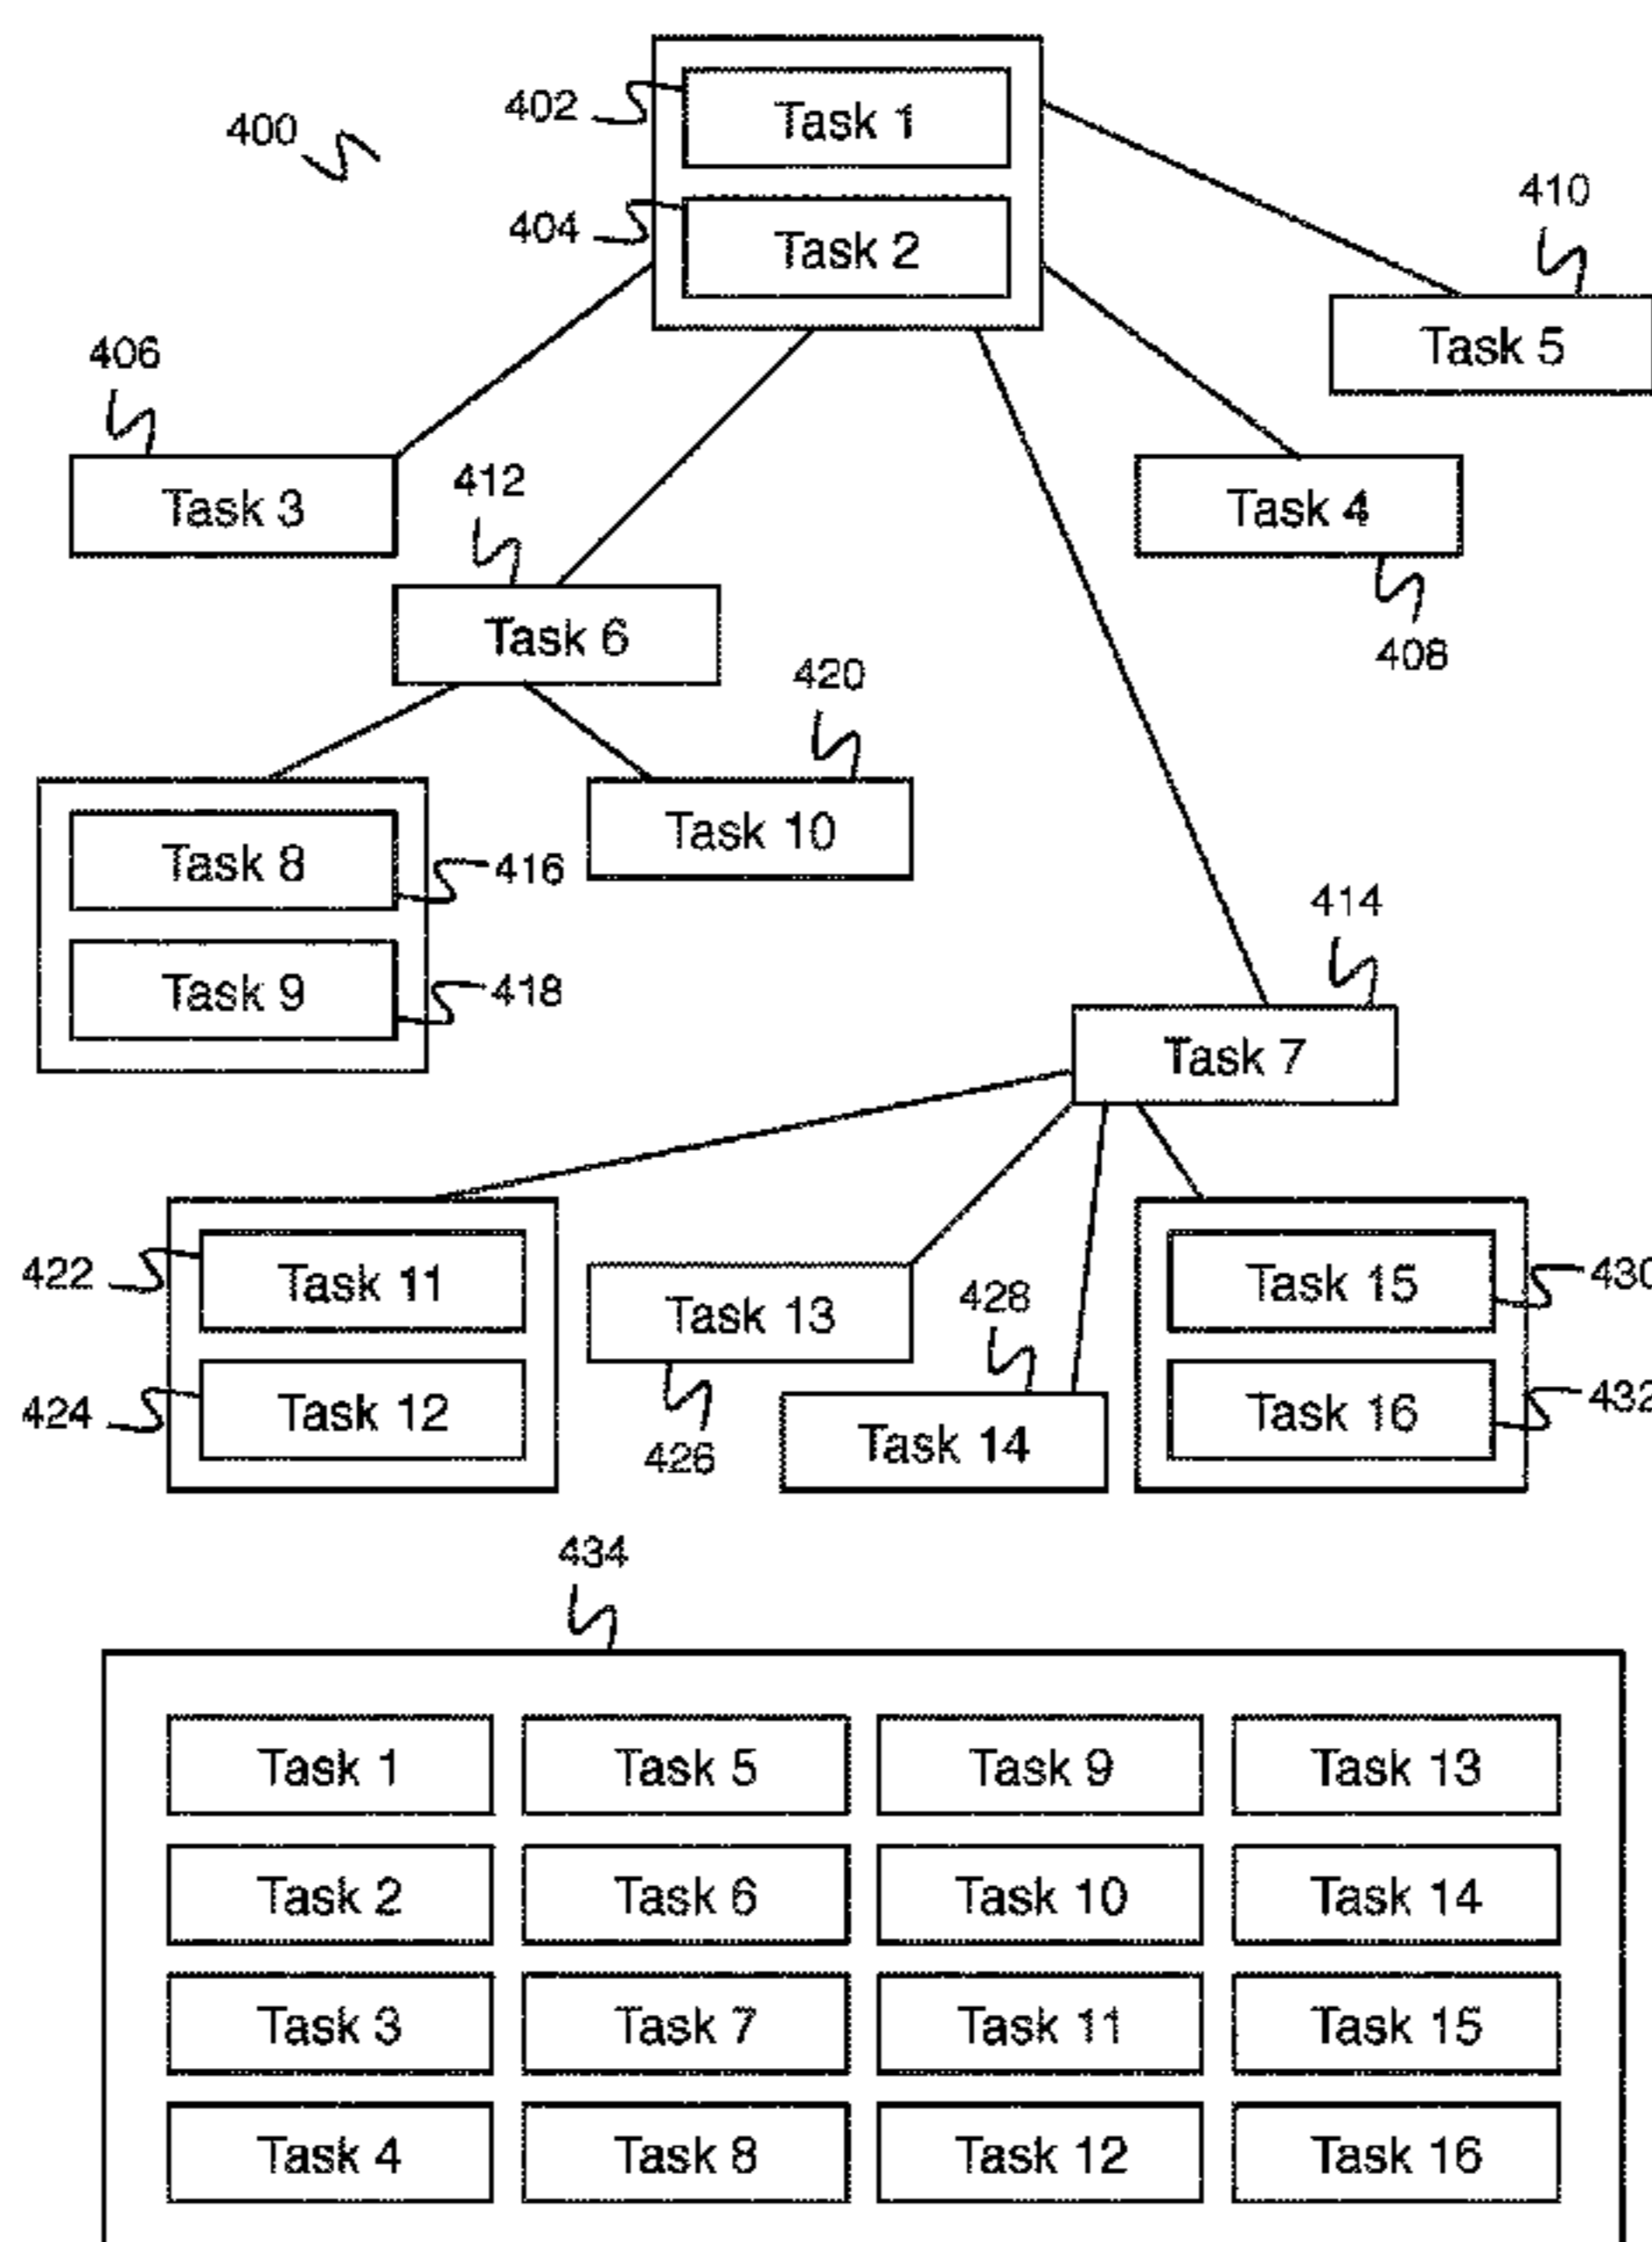 402
Task 1
400
410
404
Task 2
406
Task 5
412
Task 3
Task 4
Task 6
408
420
Task 8
416
Task 10
414
Task 9
418
Task 7
422
Task 11
Task 13
428
Task 15
430
424
Task 12
426
Task 14
Task 16
432
434
Task 1 Task 5 Task 9 Task 13
Task 2 Task 6 Task 10 Task 14
Task 3 Task 7 Task 11 Task 15
Task 4 Task 8 Task 12 Task 16